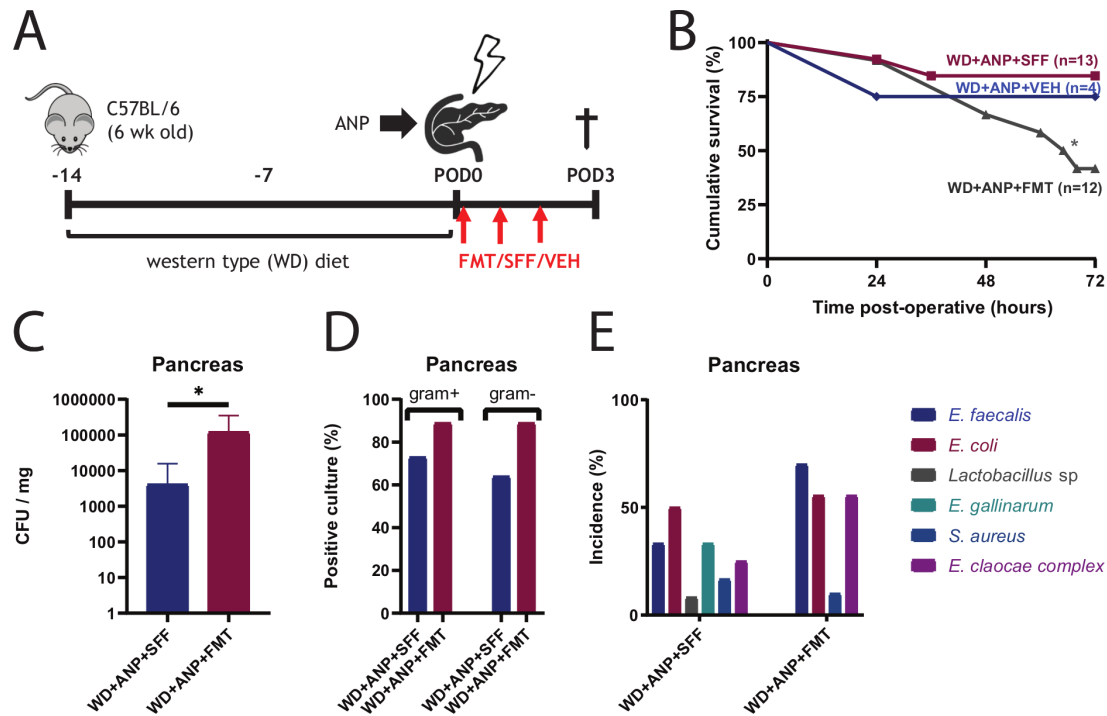 A
C57BL/6
(6 wk old)
ANP
-14
-7
POD0
POD3
western type (WD) diet
FMT/SFF/VEH
B
Cumulative survival (%)
100
75
50
25
0
0
24
48
72
Time post-operative (hours)
WD+ANP+SFF (n=13)
WD+ANP+VEH (n=4)
*
WD+ANP+FMT (n=12)
C
Pancreas
*
CFU / mg
1000000
100000
10000
1000
100
10
1
WD+ANP+SFF
WD+ANP+FMT
D
Pancreas
gram+
gram-
Positive culture (%)
100
80
60
40
20
0
WD+ANP+SFF
WD+ANP+FMT
WD+ANP+SFF
WD+ANP+FMT
E
Pancreas
Incidence (%)
100
50
0
WD+ANP+SFF
WD+ANP+FMT
E. faecalis
E. coli
Lactobacillus sp
E. gallinarum
S. aureus
E. claocae complex